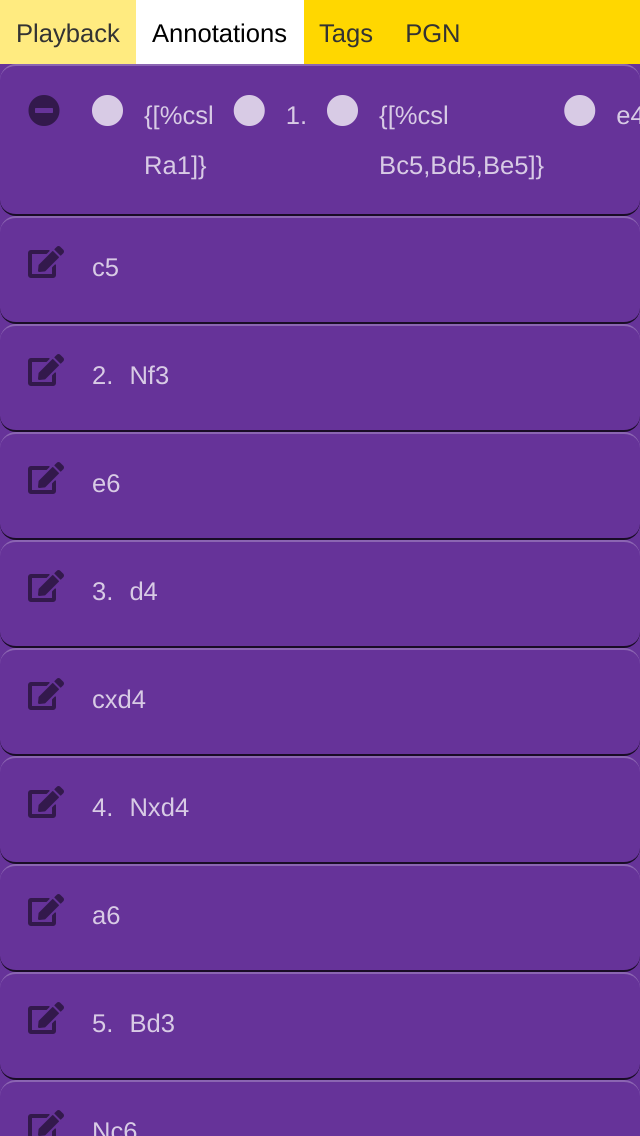 Playback Annotations Tags PGN
{[%csl 1. {[%csl e4
Ra1]} Bc5,Bd5,Be5]}
c5
2. Nf3
e6
3. d4
cxd4
4. Nxd4
a6
5. Bd3
Nc6